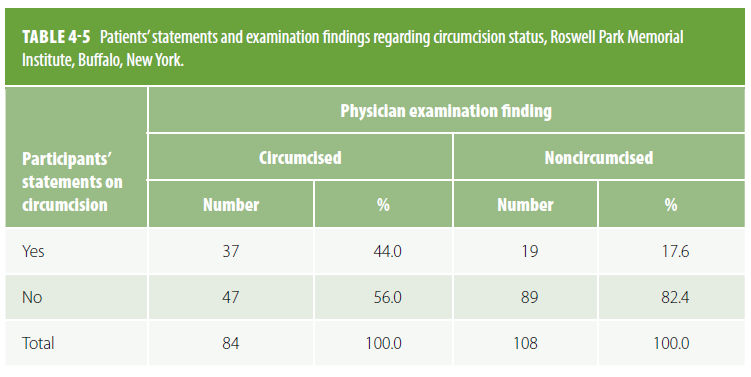 TABLE 4-5 Patients' statements and examination findings regarding circumcision status, Roswell Park Memorial
Institute, Buffalo, New York.
Physician examination finding
Participants'
statements on
circumcision
Circumcised
Noncircumcised
Number
%
Number
%
Yes 37 44.0 19 17.6
No 47 56.0 89 82.4
Total 84 100.0 108 100.0